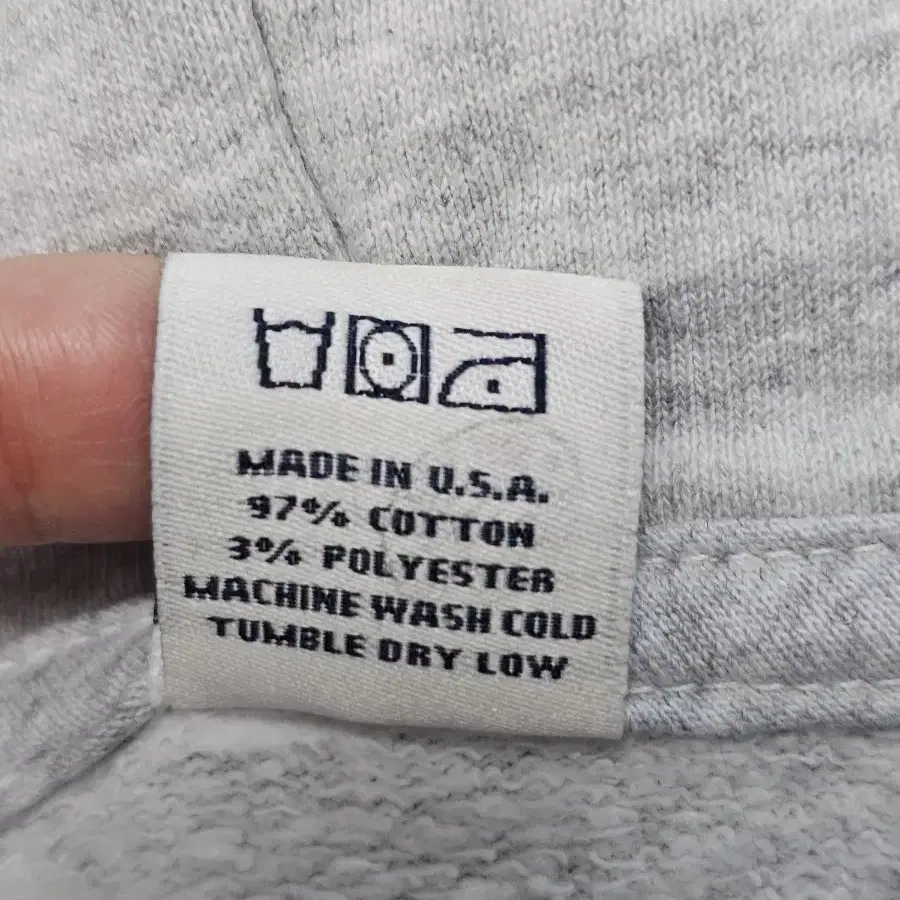 MADE IN U.S.A.
97% COTTON
3% POLYESTER
MACHINE WASH COLD
TUMBLE DRY LOW